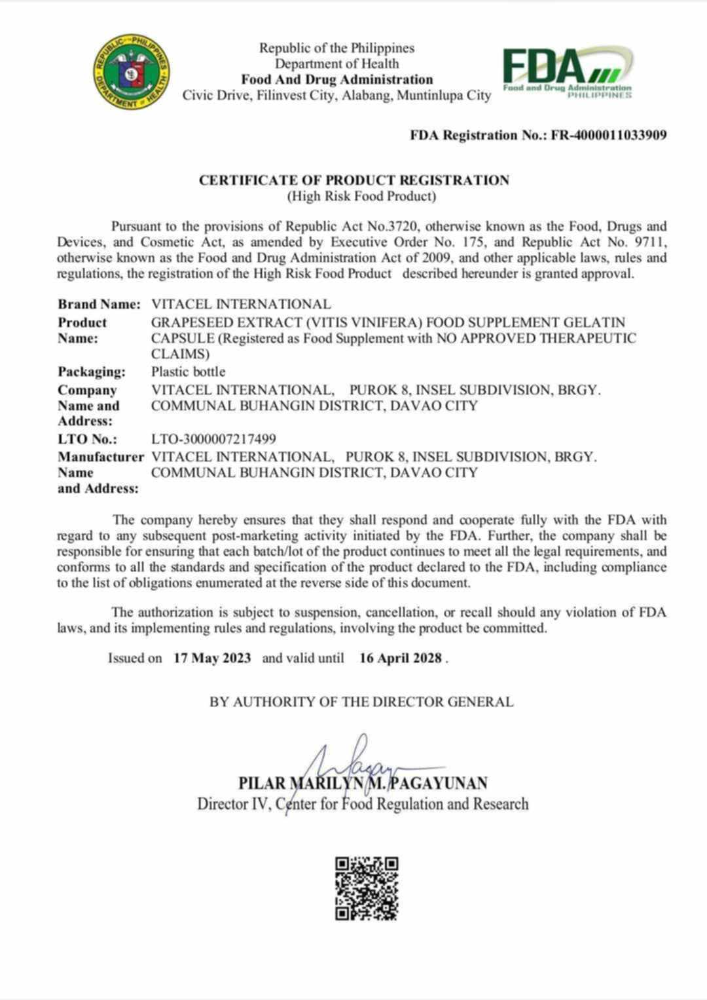 Republic of the Philippines
Department of Health
Food And Drug Administration
Civic Drive, Filinvest City, Alabang, Muntinlupa City
REPUBLIC OF THE PHILIPPINES
DEPARTMENT OF HEALTH
FDA
Food and Drug Administration
PHILIPPINES
FDA Registration No.: FR-4000011033909
CERTIFICATE OF PRODUCT REGISTRATION
(High Risk Food Product)
Pursuant to the provisions of Republic Act No.3720, otherwise known as the Food, Drugs and
Devices, and Cosmetic Act, as amended by Executive Order No. 175, and Republic Act No. 9711,
otherwise known as the Food and Drug Administration Act of 2009, and other applicable laws, rules and
regulations, the registration of the High Risk Food Product described hereunder is granted approval.
Brand Name: VITACEL INTERNATIONAL
Product GRAPESEED EXTRACT (VITIS VINIFERA) FOOD SUPPLEMENT GELATIN
Name: CAPSULE (Registered as Food Supplement with NO APPROVED THERAPEUTIC
CLAIMS)
Packaging: Plastic bottle
Company VITACEL INTERNATIONAL, PUROK 8, INSEL SUBDIVISION, BRGY.
Name and COMMUNAL BUHANGIN DISTRICT, DAVAO CITY
Address:
LTO No.: LTO-3000007217499
Manufacturer VITACEL INTERNATIONAL, PUROK 8, INSEL SUBDIVISION, BRGY.
Name COMMUNAL BUHANGIN DISTRICT, DAVAO CITY
and Address:
The company hereby ensures that they shall respond and cooperate fully with the FDA with
regard to any subsequent post-marketing activity initiated by the FDA. Further, the company shall be
responsible for ensuring that each batch/lot of the product continues to meet all the legal requirements, and
conforms to all the standards and specification of the product declared to the FDA, including compliance
to the list of obligations enumerated at the reverse side of this document.
The authorization is subject to suspension, cancellation, or recall should any violation of FDA
laws, and its implementing rules and regulations, involving the product be committed.
Issued on 17 May 2023 and valid until 16 April 2028 .
BY AUTHORITY OF THE DIRECTOR GENERAL
PILAR MARILYN M. PAGAYUNAN
Director IV, Center for Food Regulation and Research